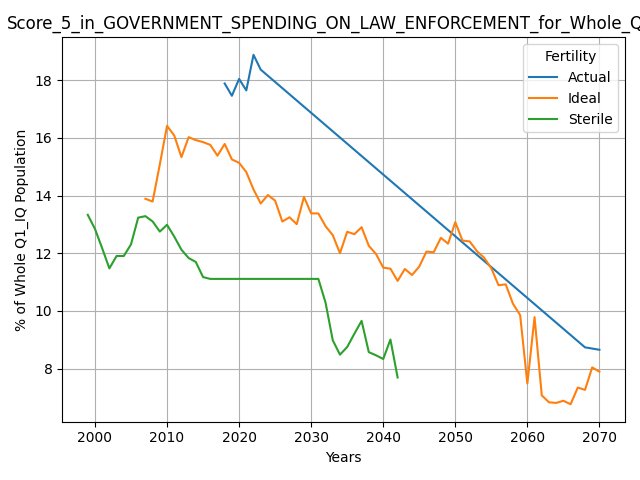 Score_5_in_GOVERNMENT_SPENDING_ON_LAW_ENFORCEMENT_for_Whole_Q
Fertility
Actual
Ideal
Sterile
% of Whole Q1_IQ Population
18
16
14
12
10
8
2000 2010 2020 2030 2040 2050 2060 2070
Years